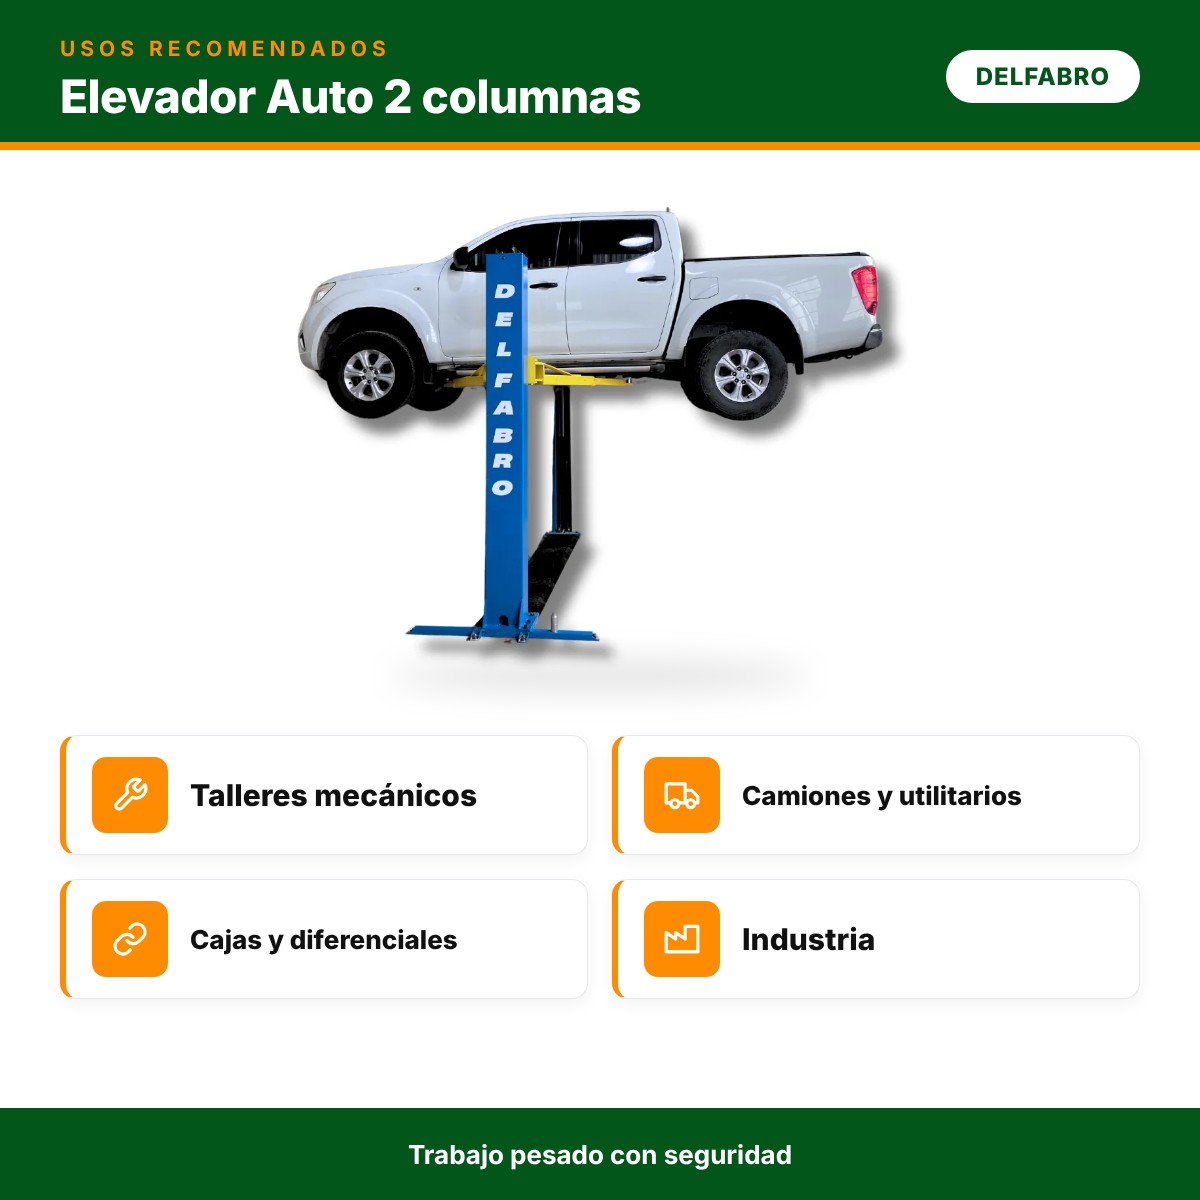 USOS RECOMENDADOS
Elevador Auto 2 columnas
DELFABRO
DELFABRO
Talleres mecánicos
Camiones y utilitarios
Cajas y diferenciales
Industria
Trabajo pesado con seguridad